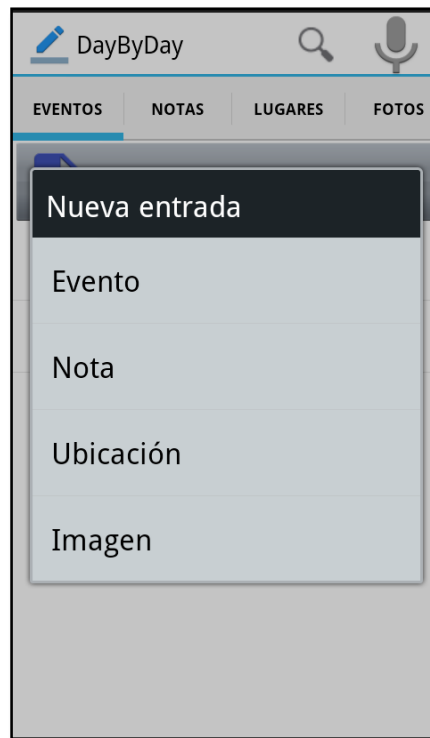 DayByDay
EVENTOS NOTAS LUGARES FOTOS
Nueva entrada
Evento
Nota
Ubicación
Imagen